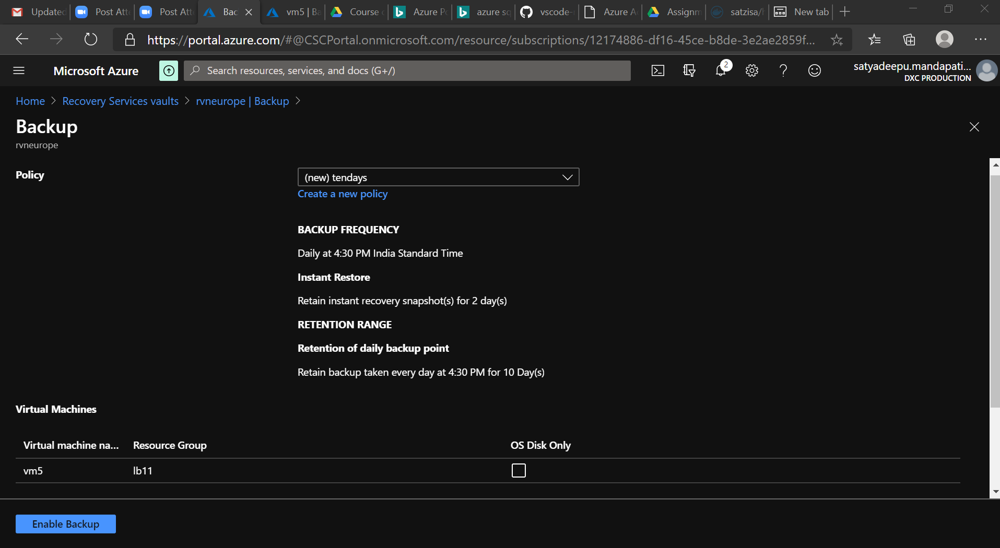 Updated
Post Atte
Post Atte
Bac
vm5 | Ba
Course
Azure Po
azure sq
vscode-
Azure A
Assignm
satzisa/
New tab
https://portal.azure.com/#@CSCPortal.onmicrosoft.com/resource/subscriptions/12174886-df16-45ce-b8de-3e2ae2859f...
Microsoft Azure
Search resources, services, and docs (G+/)
2
satyadeepu.mandapati...
DXC PRODUCTION
Home > Recovery Services vaults > rvneurope | Backup >
Backup
rvneurope
Policy
(new) tendays
Create a new policy
BACKUP FREQUENCY
Daily at 4:30 PM India Standard Time
Instant Restore
Retain instant recovery snapshot(s) for 2 day(s)
RETENTION RANGE
Retention of daily backup point
Retain backup taken every day at 4:30 PM for 10 Day(s)
Virtual Machines
Virtual machine na... Resource Group OS Disk Only
vm5 lb11
Enable Backup